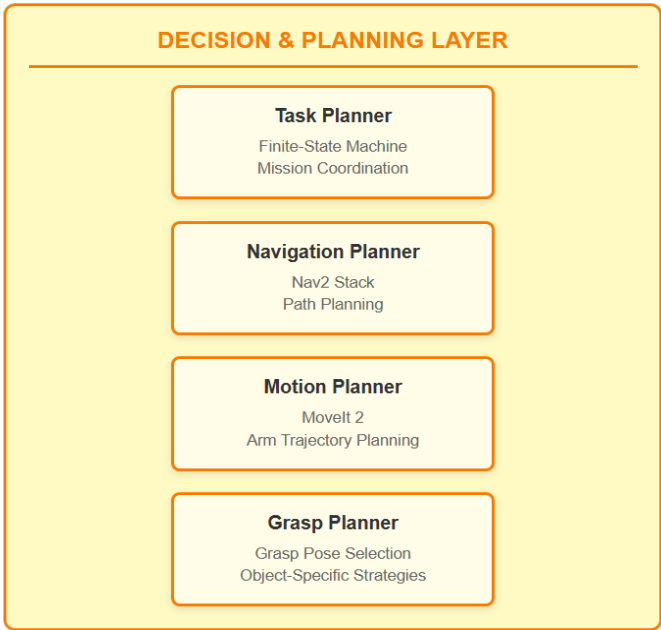 DECISION & PLANNING LAYER
Task Planner
Finite-State Machine
Mission Coordination
Navigation Planner
Nav2 Stack
Path Planning
Motion Planner
MoveIt 2
Arm Trajectory Planning
Grasp Planner
Grasp Pose Selection
Object-Specific Strategies